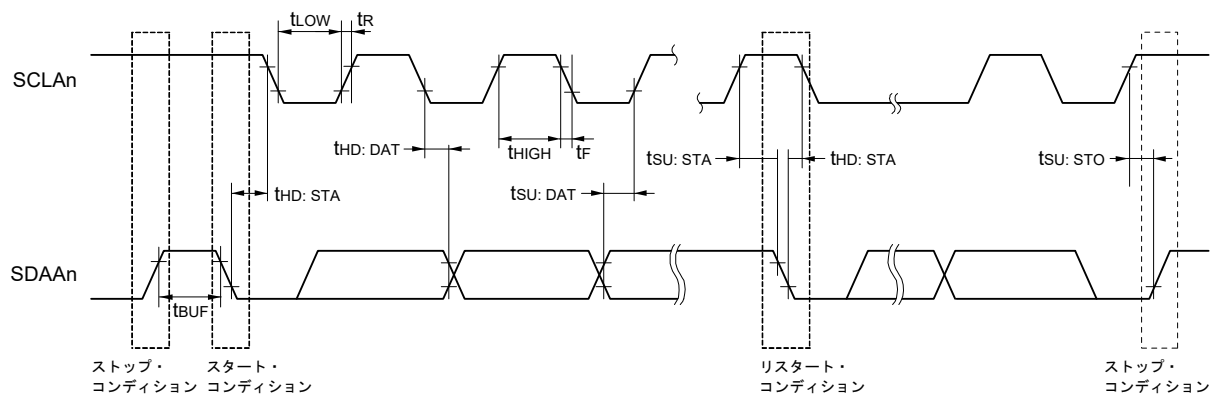 tLOW
tR
SCLAn
tHD: DAT
tHIGH
tF
tSU: STA
tHD: STA
tSU: STO
tHD: STA
tSU: DAT
SDAAn
tBUF
ストップ・
コンディション
スタート・
コンディション
リスタート・
コンディション
ストップ・
コンディション